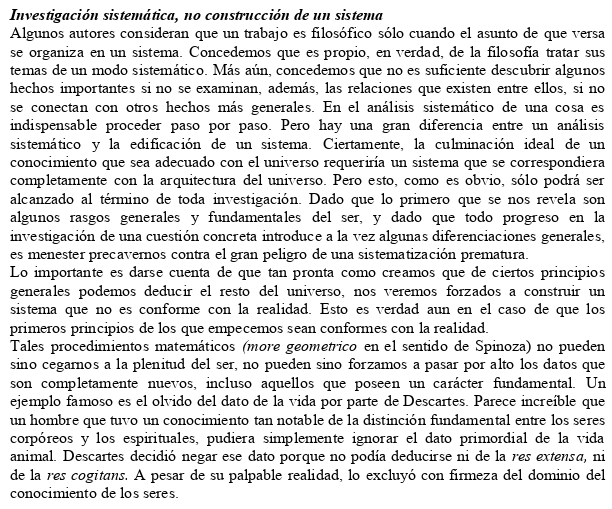 Investigación sistemática, no construcción de un sistema
Algunos autores consideran que un trabajo es filosófico sólo cuando el asunto de que versa
se organiza en un sistema. Concedemos que es propio, en verdad, de la filosofía tratar sus
temas de un modo sistemático. Más aún, concedemos que no es suficiente descubrir algunos
hechos importantes si no se examinan, además, las relaciones que existen entre ellos, si no
se conectan con otros hechos más generales. En el análisis sistemático de una cosa es
indispensable proceder paso por paso. Pero hay una gran diferencia entre un análisis
sistemático y la edificación de un sistema. Ciertamente, la culminación ideal de un
conocimiento que sea adecuado con el universo requeriría un sistema que se correspondiera
completamente con la arquitectura del universo. Pero esto, como es obvio, sólo podrá ser
alcanzado al término de toda investigación. Dado que lo primero que se nos revela son
algunos rasgos generales y fundamentales del ser, y dado que todo progreso en la
investigación de una cuestión concreta introduce a la vez algunas diferenciaciones generales,
es menester precavernos contra el gran peligro de una sistematización prematura.
Lo importante es darse cuenta de que tan pronta como creamos que de ciertos principios
generales podemos deducir el resto del universo, nos veremos forzados a construir un
sistema que no es conforme con la realidad. Esto es verdad aun en el caso de que los
primeros principios de los que empecemos sean conformes con la realidad.
Tales procedimientos matemáticos (more geometrico en el sentido de Spinoza) no pueden
sino cegarnos a la plenitud del ser, no pueden sino forzamos a pasar por alto los datos que
son completamente nuevos, incluso aquellos que poseen un carácter fundamental. Un
ejemplo famoso es el olvido del dato de la vida por parte de Descartes. Parece increíble que
un hombre que tuvo un conocimiento tan notable de la distinción fundamental entre los seres
corpóreos y los espirituales, pudiera simplemente ignorar el dato primordial de la vida
animal. Descartes decidió negar ese dato porque no podía deducirse ni de la res extensa, ni
de la res cogitans. A pesar de su palpable realidad, lo excluyó con firmeza del dominio del
conocimiento de los seres.